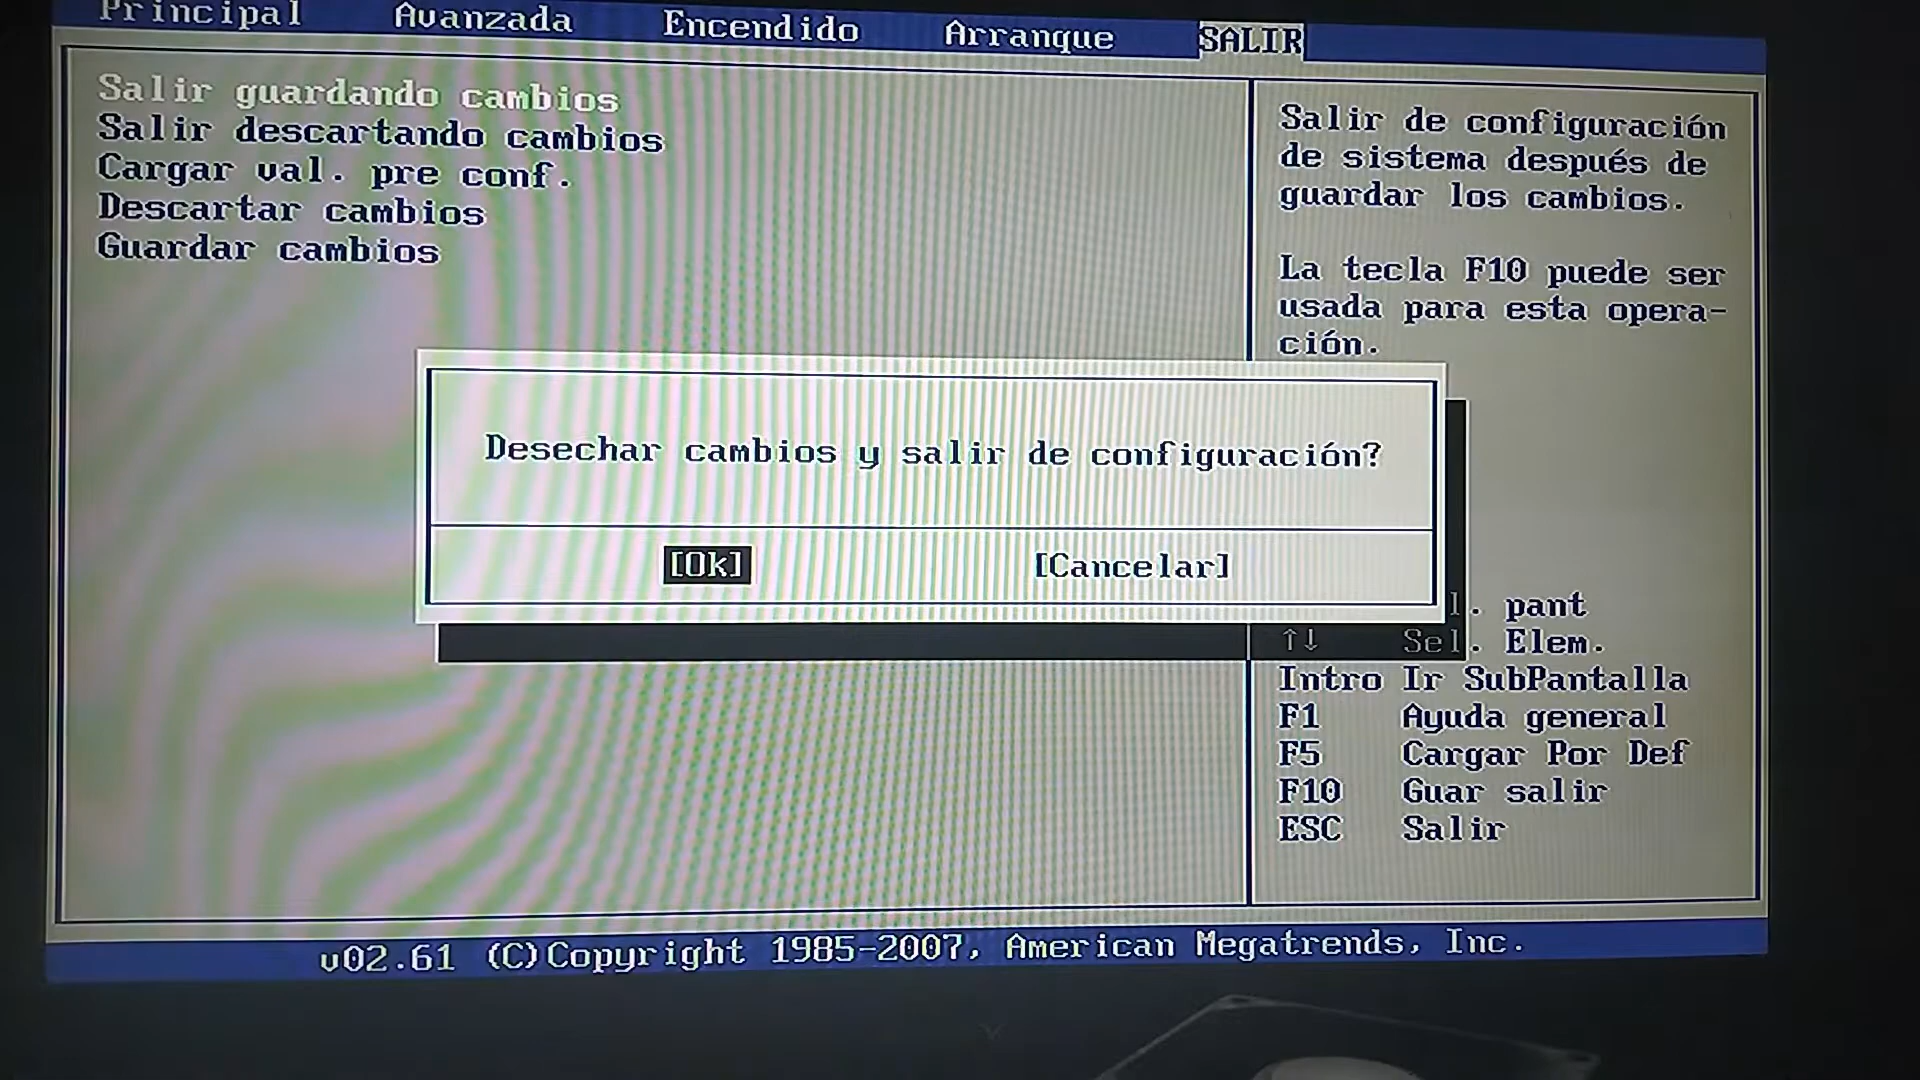 Principal Avanzada Encendido Arranque SALIR
Salir guardando cambios
Salir descartando cambios
Cargar val. pre conf.
Descartar cambios
Guardar cambios
Salir de configuración
de sistema después de
guardar los cambios.
La tecla F10 puede ser
usada para esta opera-
ción.
Desechar cambios y salir de configuración?
[Ok] [Cancelar]
l. pant
↑↓ Sel. Elem.
Intro Ir SubPantalla
F1 Ayuda general
F5 Cargar Por Def
F10 Guar salir
ESC Salir
v02.61 (C)Copyright 1985-2007, American Megatrends, Inc.